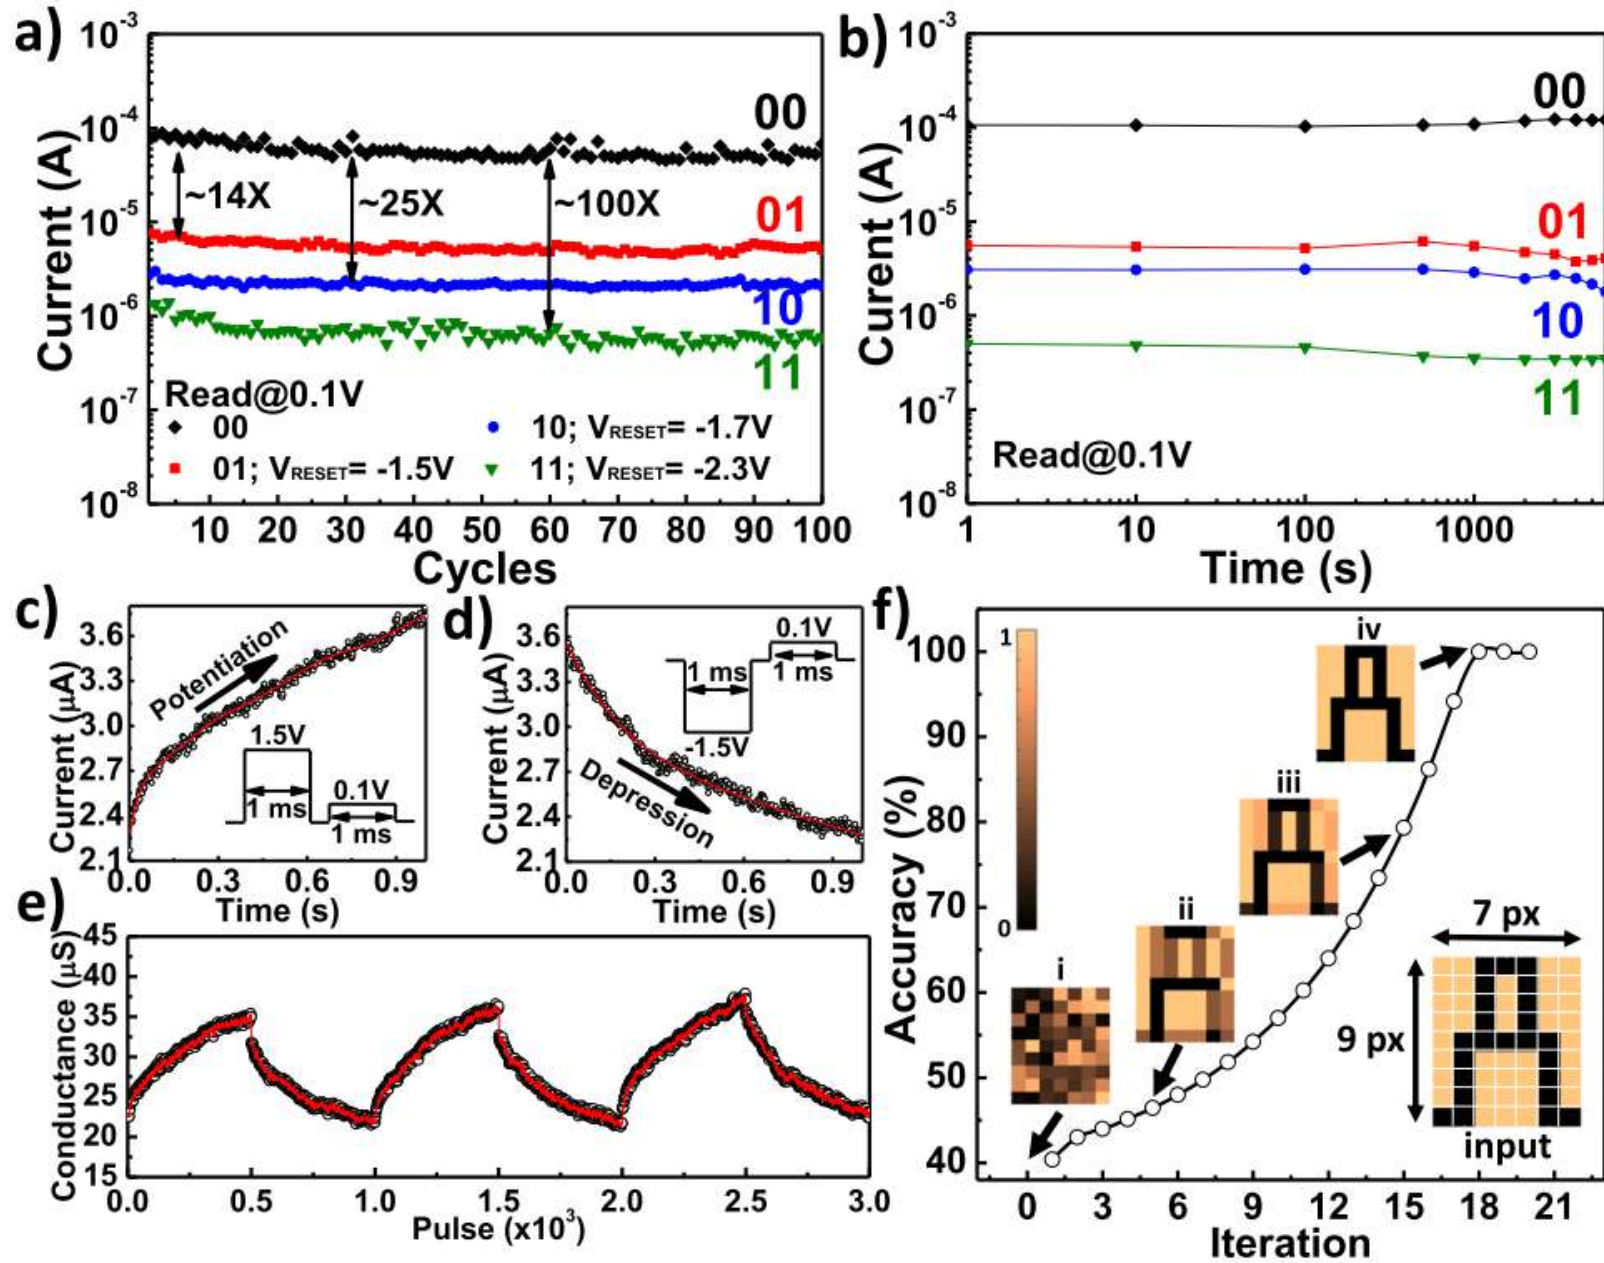 a)
10-3
10-4
10-5
10-6
10-7
10-8
Current (A)
00
~14X
~25X
~100X
01
10
11
Read@0.1V
00
10; VRESET= -1.7V
01; VRESET= -1.5V
11; VRESET= -2.3V
10 20 30 40 50 60 70 80 90 100
Cycles
b)
10-3
10-4
10-5
10-6
10-7
10-8
Curent (A)
00
01
10
11
Read@0.1V
1 10 100 1000
Time (s)
c)
3.6
3.3
3.0
2.7
2.4
2.1
Current (μA)
Potentiation
1.5V
1 ms
0.1V
1 ms
0.0 0.3 0.6 0.9
Time (s)
d)
3.6
3.3
3.0
2.7
2.4
2.1
Current (μA)
0.1V
1 ms
1 ms
-1.5V
Depression
0.0 0.3 0.6 0.9
Time (s)
e)
45
40
35
30
25
20
15
Conductance (μS)
0.0 0.5 1.0 1.5 2.0 2.5 3.0
Pulse (x103)
f)
100
90
80
70
60
50
40
Accuracy (%)
1
0
i
ii
iii
iv
7 px
9 px
input
0 3 6 9 12 15 18 21
Iteration